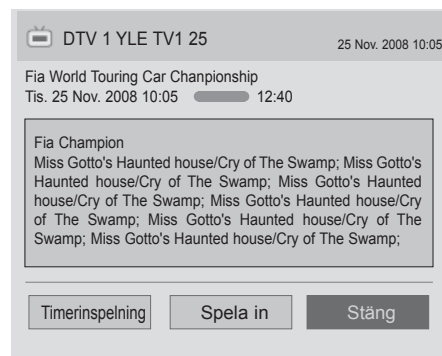 DTV 1 YLE TV1 25
25 Nov. 2008 10:05
Fia World Touring Car Chanpionship
Tis. 25 Nov. 2008 10:05 12:40
Fia Champion
Miss Gotto's Haunted house/Cry of The Swamp; Miss Gotto's
Haunted house/Cry of The Swamp; Miss Gotto's Haunted
house/Cry of The Swamp; Miss Gotto's Haunted house/Cry
of The Swamp; Miss Gotto's Haunted house/Cry of The
Swamp; Miss Gotto's Haunted house/Cry of The Swamp;
Timerinspelning
Spela in
Stäng